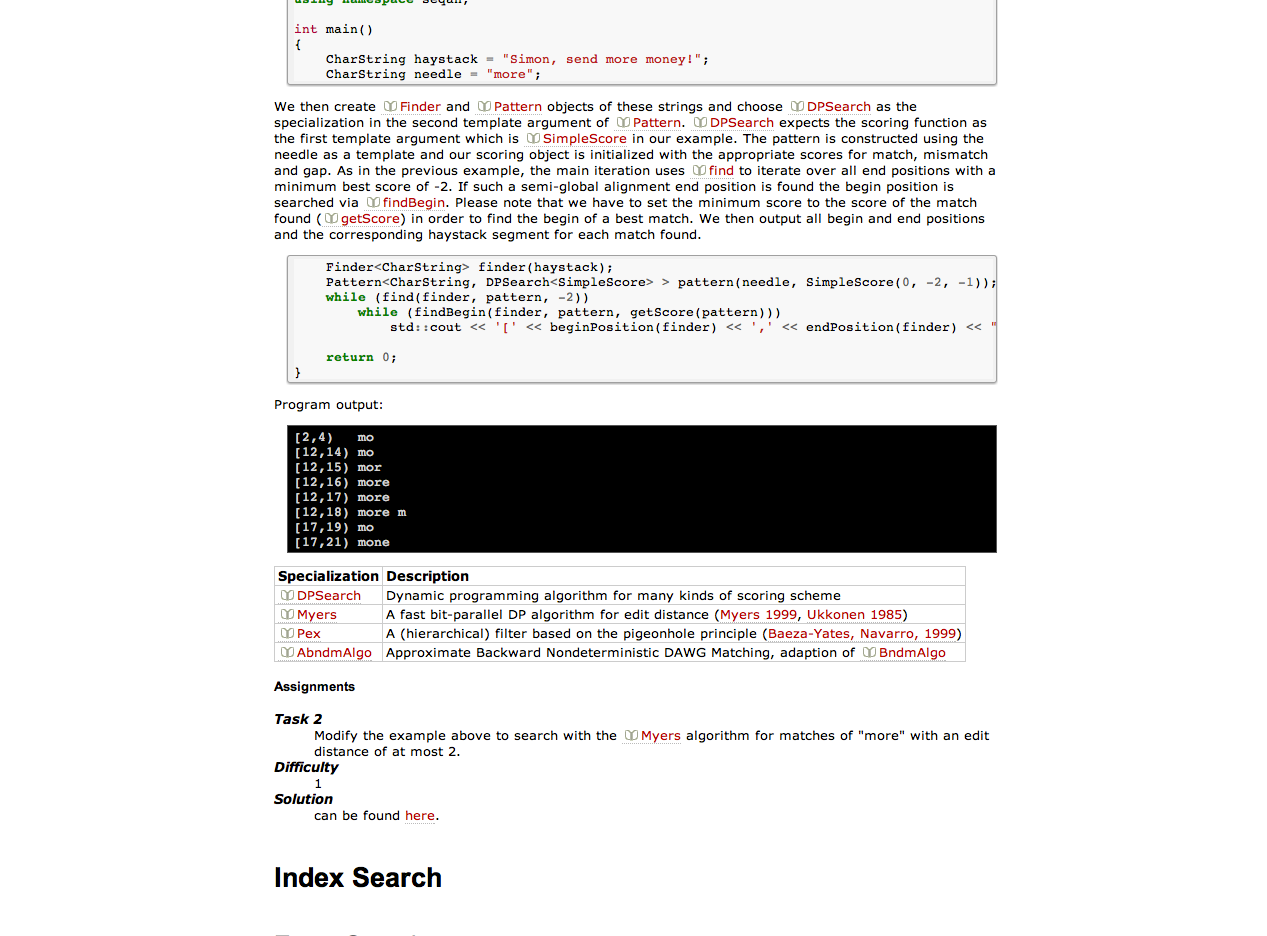 using namespace seqan;
int main()
{
CharString haystack = "Simon, send more money!";
CharString needle = "more";
We then create Finder and Pattern objects of these strings and choose DPSearch as the
specialization in the second template argument of Pattern. DPSearch expects the scoring function as
the first template argument which is SimpleScore in our example. The pattern is constructed using the
needle as a template and our scoring object is initialized with the appropriate scores for match, mismatch
and gap. As in the previous example, the main iteration uses find to iterate over all end positions with a
minimum best score of -2. If such a semi-global alignment end position is found the begin position is
searched via findBegin. Please note that we have to set the minimum score to the score of the match
found (getScore) in order to find the begin of a best match. We then output all begin and end positions
and the corresponding haystack segment for each match found.
Finder<CharString> finder(haystack);
Pattern<CharString, DPSearch<SimpleScore> > pattern(needle, SimpleScore(0, -2, -1));
while (find(finder, pattern, -2))
while (findBegin(finder, pattern, getScore(pattern)))
std::cout << '[' << beginPosition(finder) << ',' << endPosition(finder) << "
return 0;
}
Program output:
[2,4)   mo
[12,14) mo
[12,15) mor
[12,16) more
[12,17) more
[12,18) more m
[17,19) mo
[17,21) mone
Specialization Description
DPSearch Dynamic programming algorithm for many kinds of scoring scheme
Myers A fast bit-parallel DP algorithm for edit distance (Myers 1999, Ukkonen 1985)
Pex A (hierarchical) filter based on the pigeonhole principle (Baeza-Yates, Navarro, 1999)
AbndmAlgo Approximate Backward Nondeterministic DAWG Matching, adaption of BndmAlgo
Assignments
Task 2
Modify the example above to search with the Myers algorithm for matches of "more" with an edit
distance of at most 2.
Difficulty
1
Solution
can be found here.
Index Search